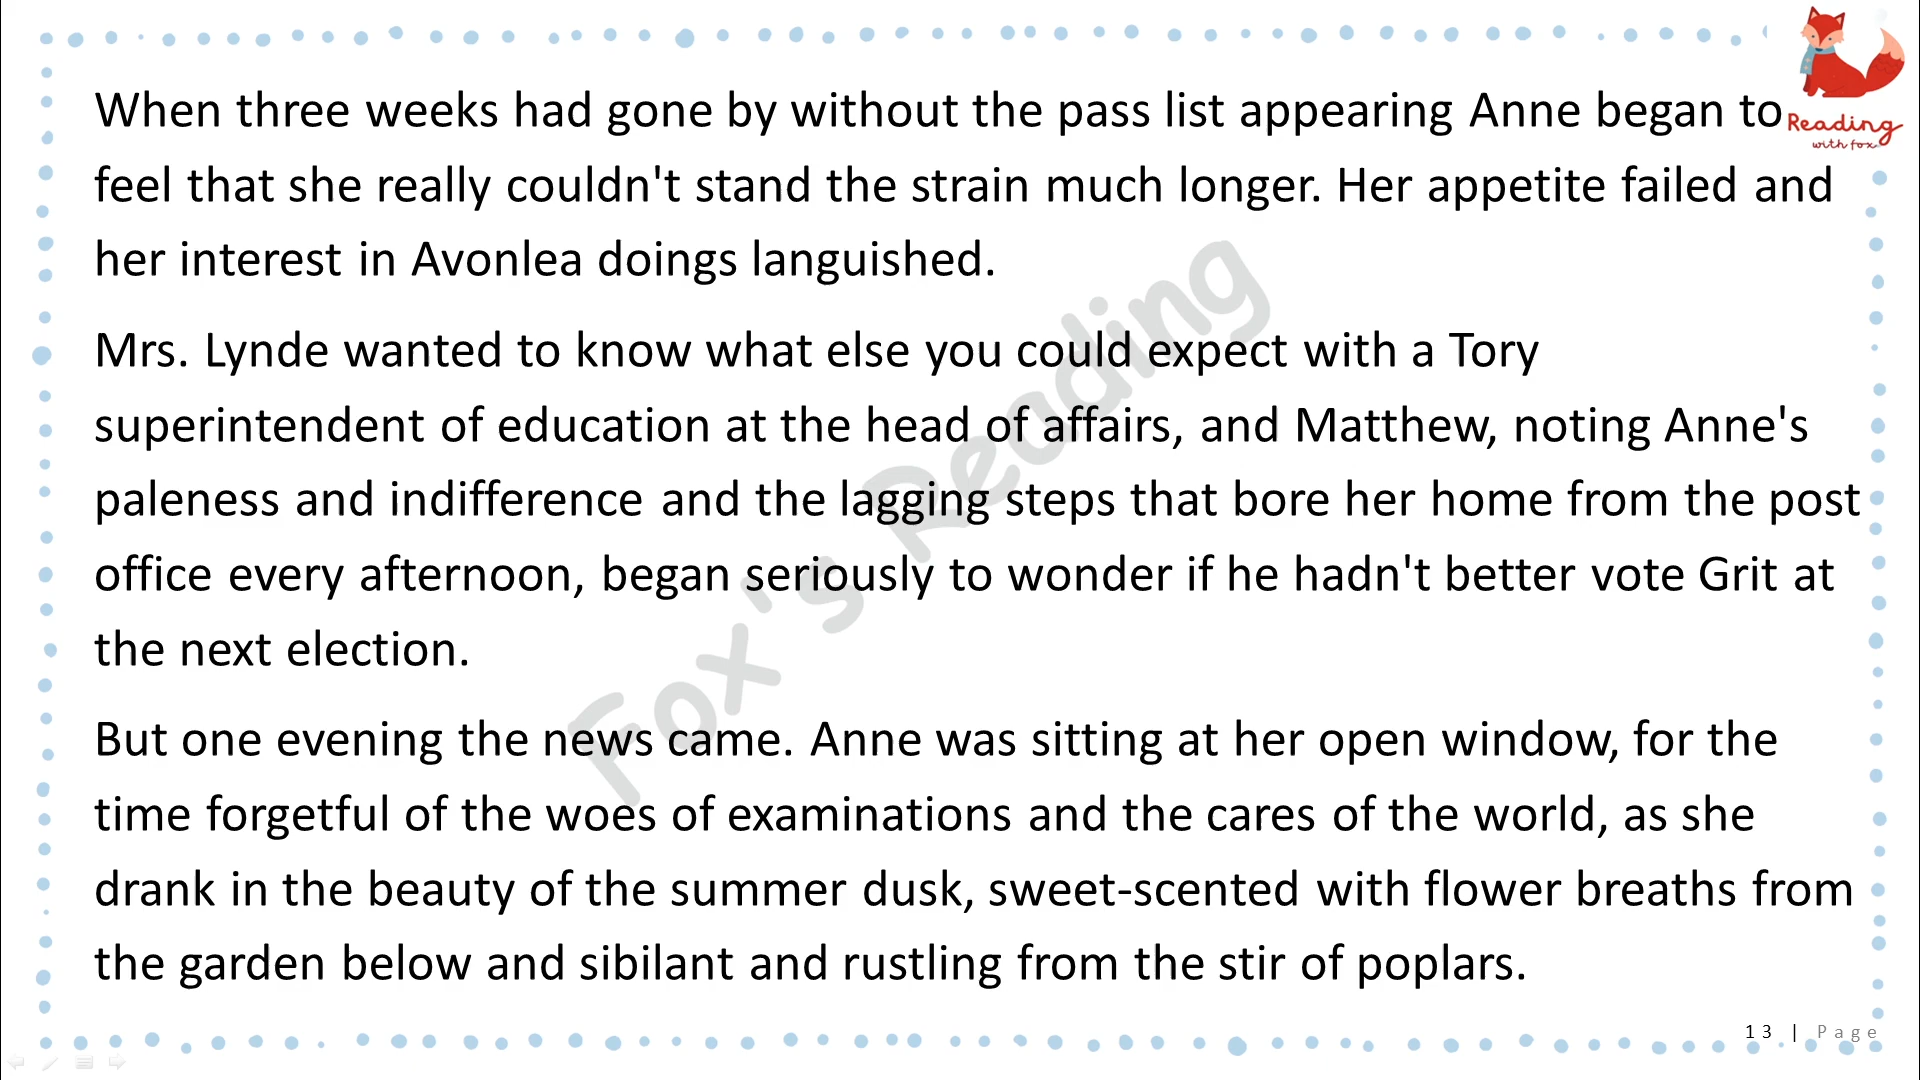 When three weeks had gone by without the pass list appearing Anne began to
feel that she really couldn't stand the strain much longer. Her appetite failed and
her interest in Avonlea doings languished.
Mrs. Lynde wanted to know what else you could expect with a Tory
superintendent of education at the head of affairs, and Matthew, noting Anne's
paleness and indifference and the lagging steps that bore her home from the post
office every afternoon, began seriously to wonder if he hadn't better vote Grit at
the next election.
But one evening the news came. Anne was sitting at her open window, for the
time forgetful of the woes of examinations and the cares of the world, as she
drank in the beauty of the summer dusk, sweet-scented with flower breaths from
the garden below and sibilant and rustling from the stir of poplars.
Reading
with fox
Fox's Reading
13 | Page